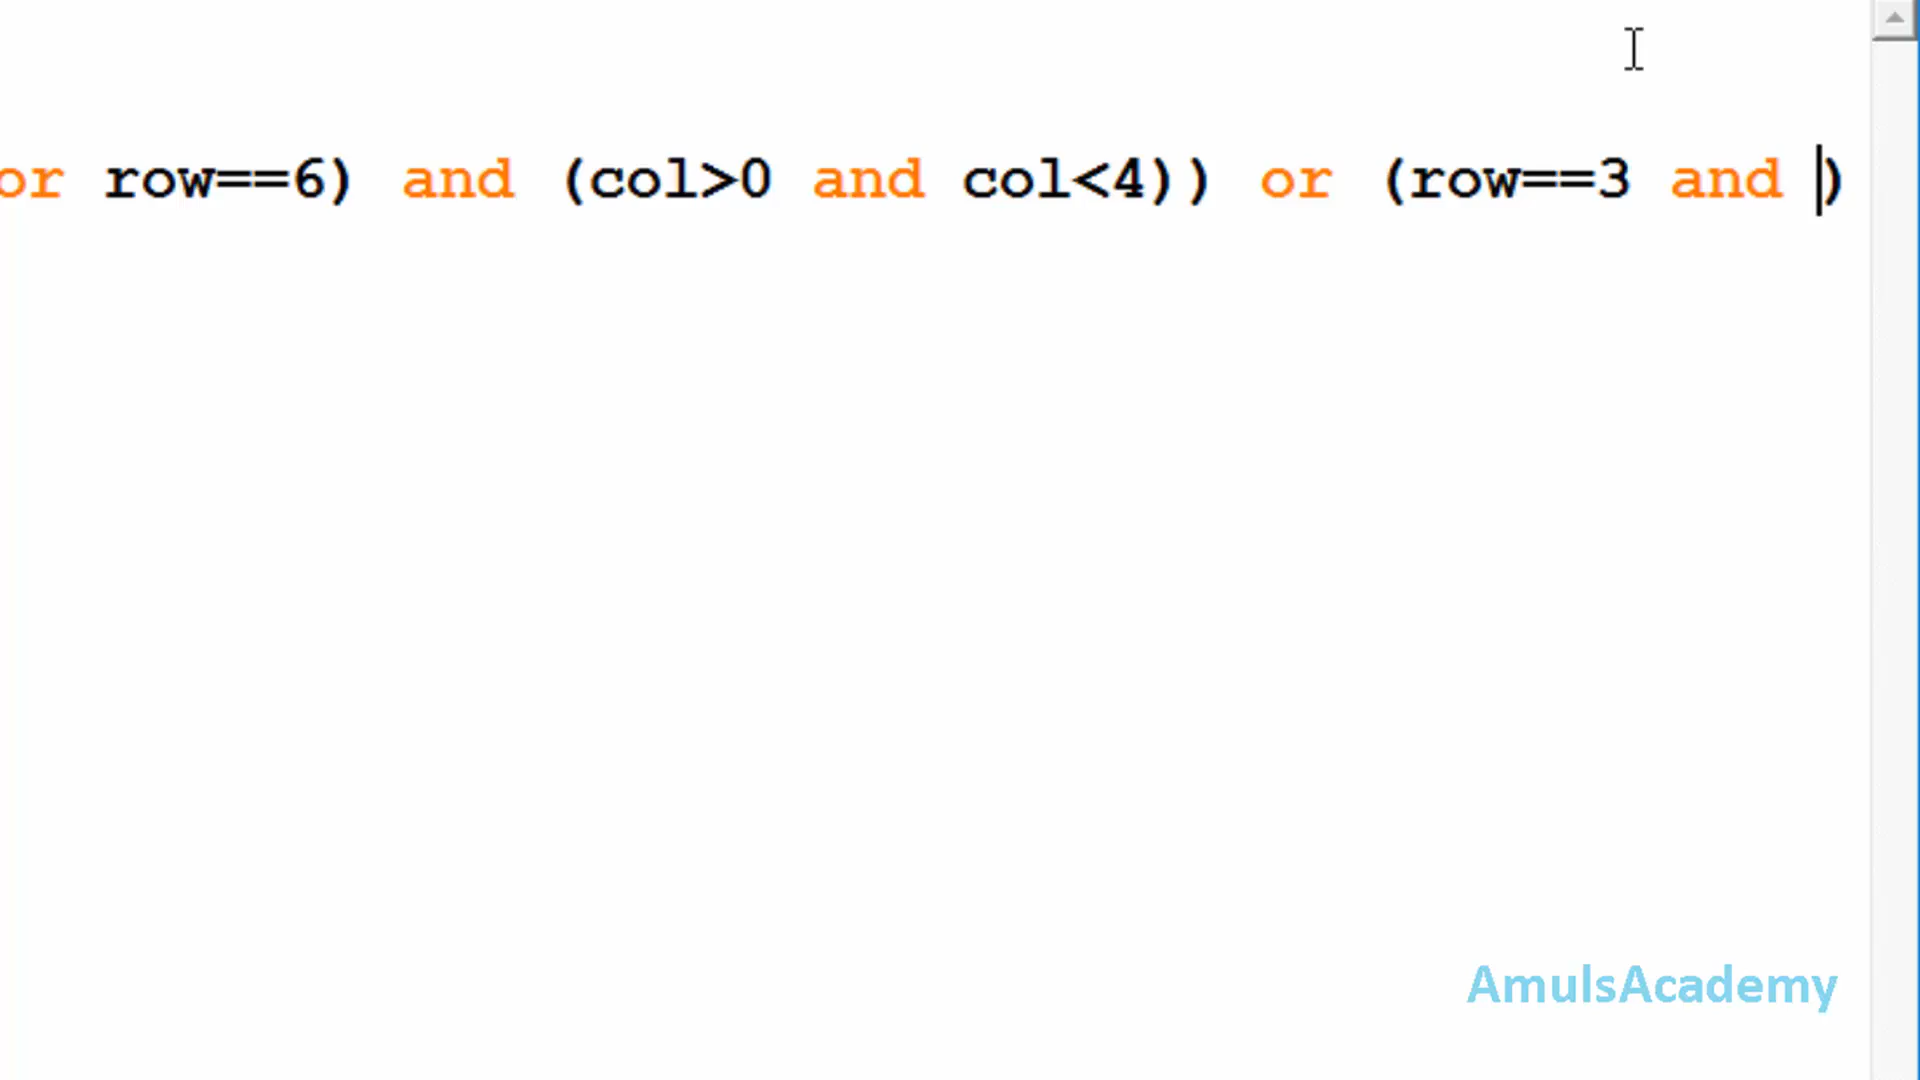 or row==6) and (col>0 and col<4)) or (row==3 and )
AmulsAcademy